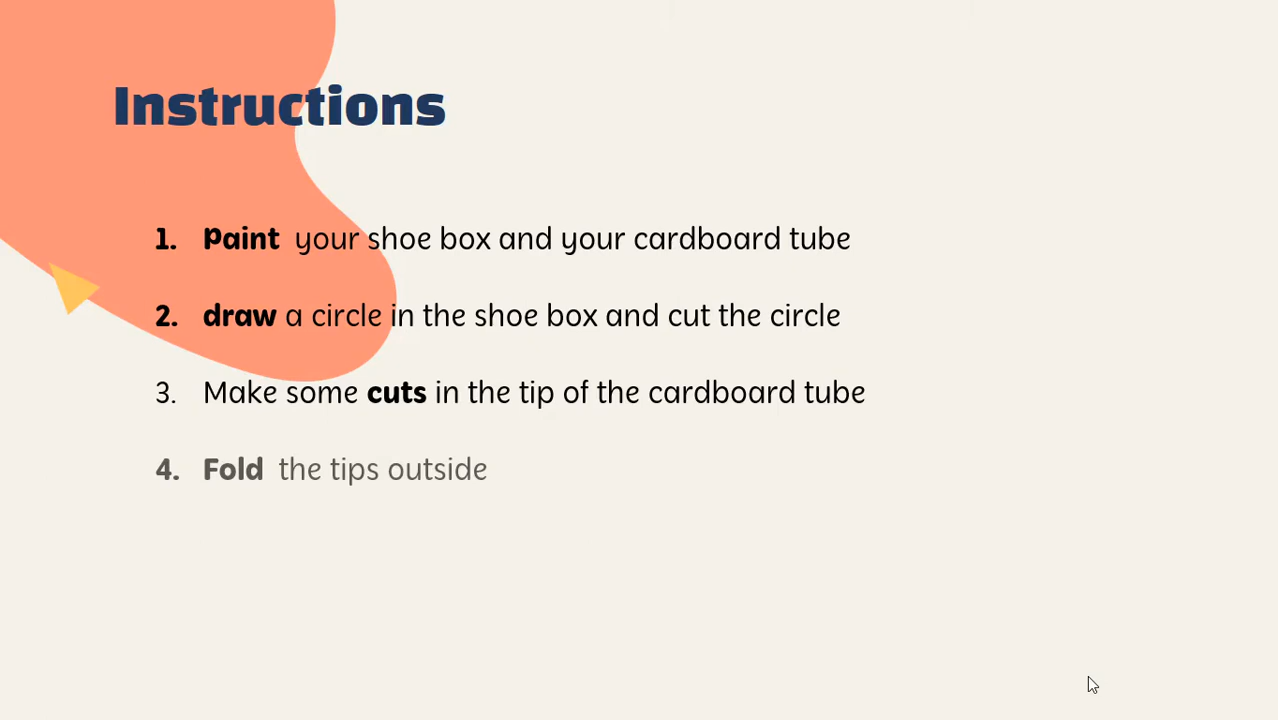 Instructions
1. Paint your shoe box and your cardboard tube
2. draw a circle in the shoe box and cut the circle
3. Make some cuts in the tip of the cardboard tube
4. Fold the tips outside